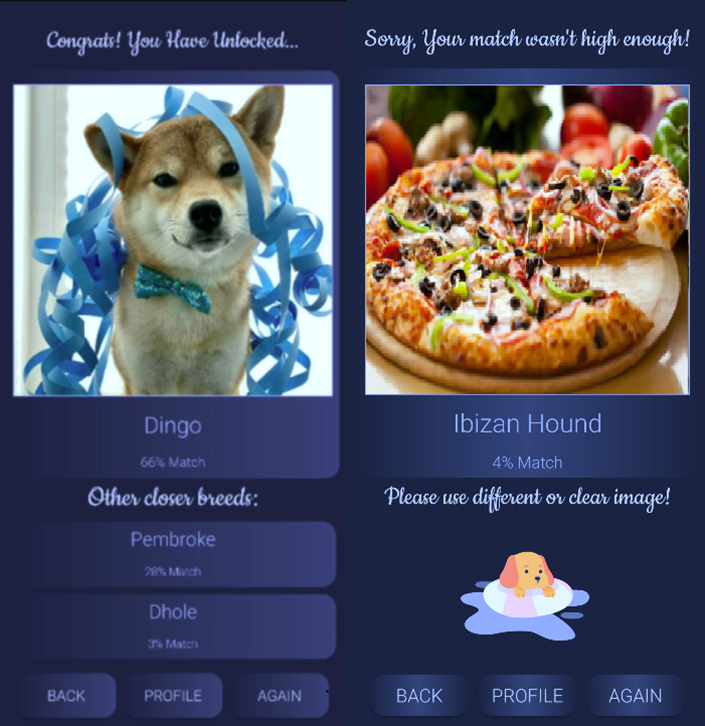 Congrats! You Have Unlocked...
Dingo
66% Match
Other closer breeds:
Pembroke
28% Match
Dhole
3% Match
BACK
PROFILE
AGAIN
Sorry, Your match wasn't high enough!
Ibizan Hound
4% Match
Please use different or clear image!
BACK
PROFILE
AGAIN